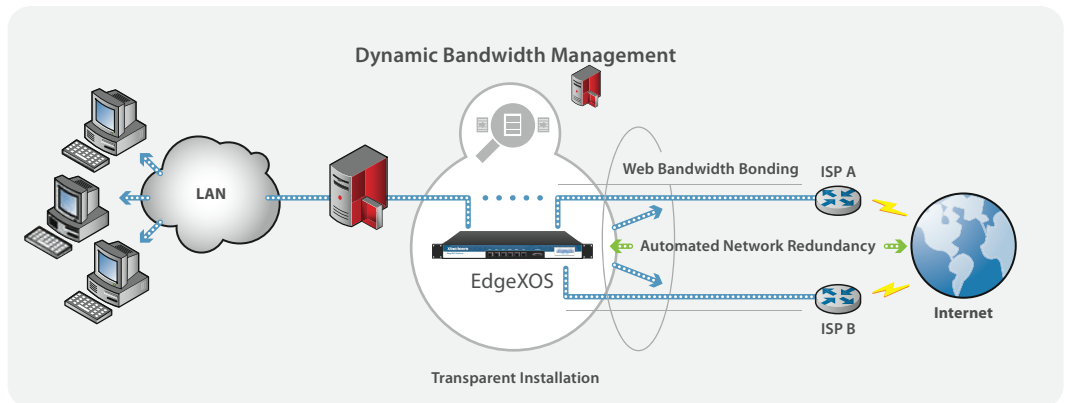 Dynamic Bandwidth Management
Web Bandwidth Bonding
ISP A
LAN
Automated Network Redundancy
EdgeXOS
Internet
ISP B
Transparent Installation